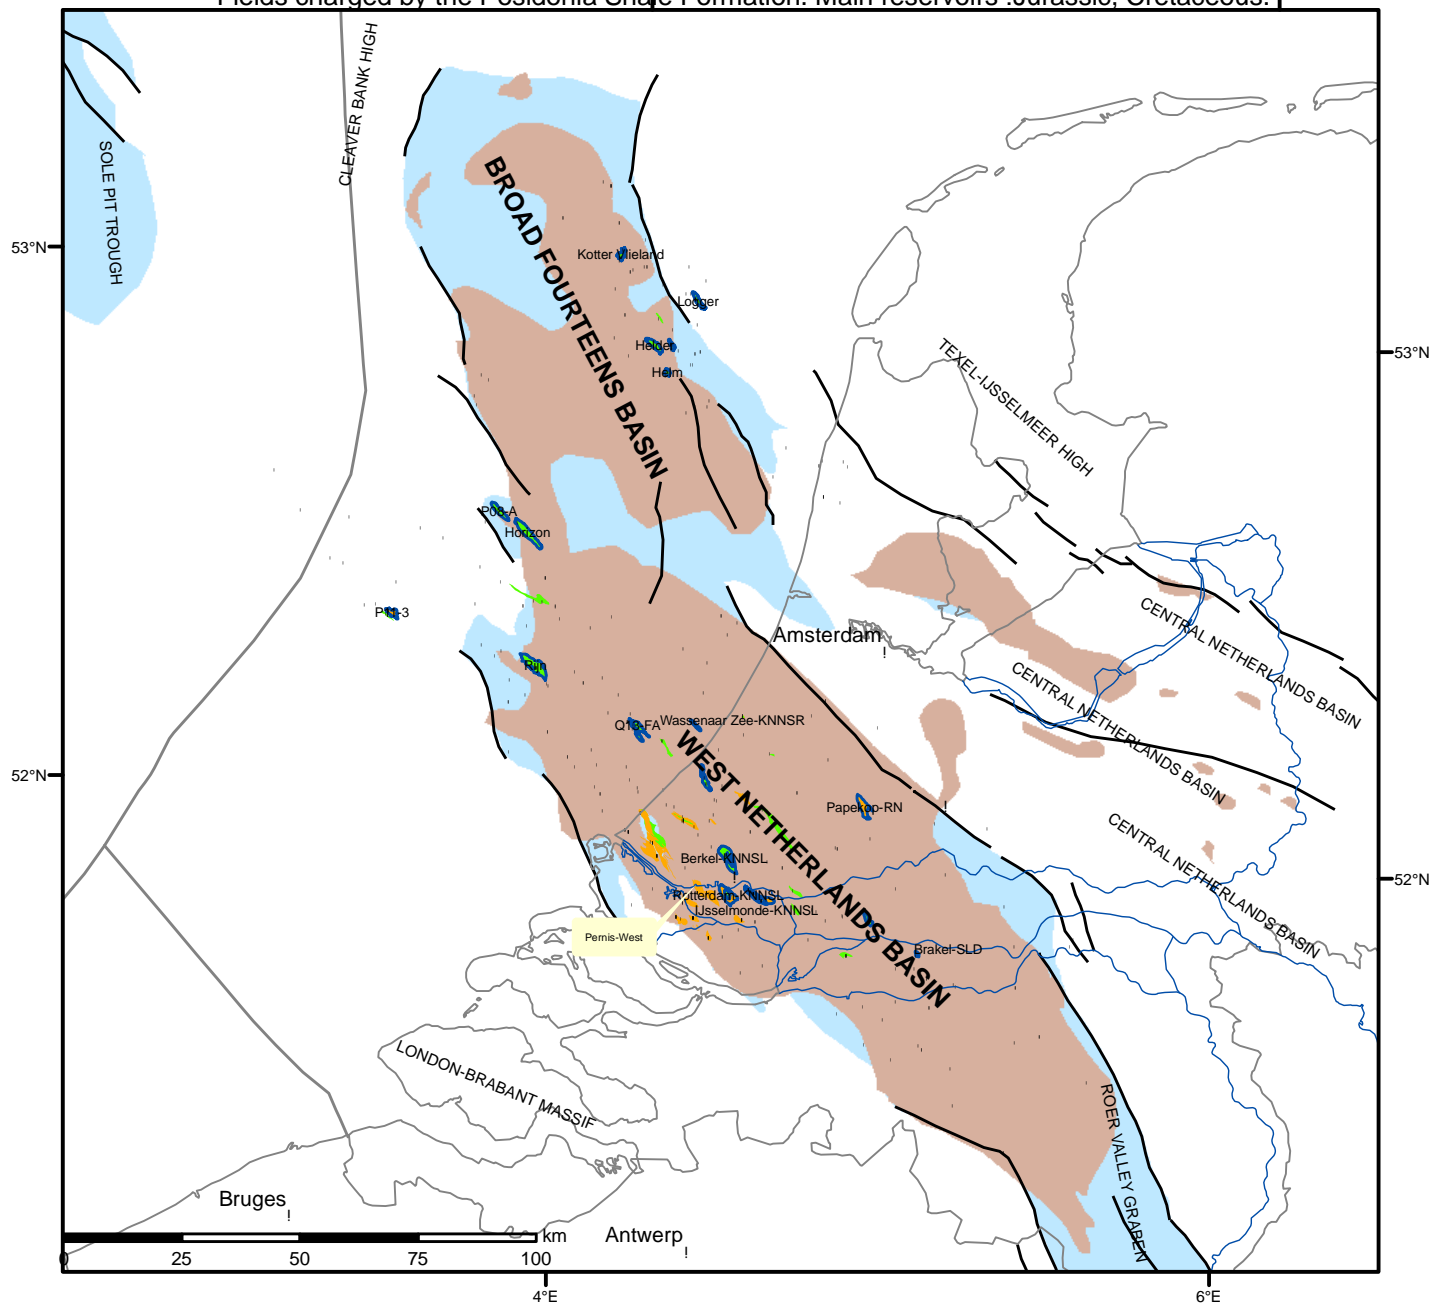 Fields charged by the Posidonia Shale Formation. Main reservoirs :Jurassic, Cretaceous.
CLEAVER BANK HIGH
SOLE PIT TROUGH
BROAD FOURTEENS BASIN
53°N
Kotter Vlieland
Logger
Helder
53°N
Helm
TEXEL-IJSSELMEER HIGH
P08-A
Horizon
CENTRAL NETHERLANDS BASIN
Amsterdam
Rijn
CENTRAL NETHERLANDS BASIN
Wassenaar Zee-KNNSR
WEST NETHERLANDS BASIN
52°N
Papekop-RN
CENTRAL NETHERLANDS BASIN
Berkel-KNNSL
52°N
Rotterdam-KNNSL
IJsselmonde-KNNSL
Pernis-West
Brakel-SLD
LONDON-BRABANT MASSIF
ROER VALLEY GRABEN
Bruges
Antwerp
km
0 25 50 75 100
4°E
6°E